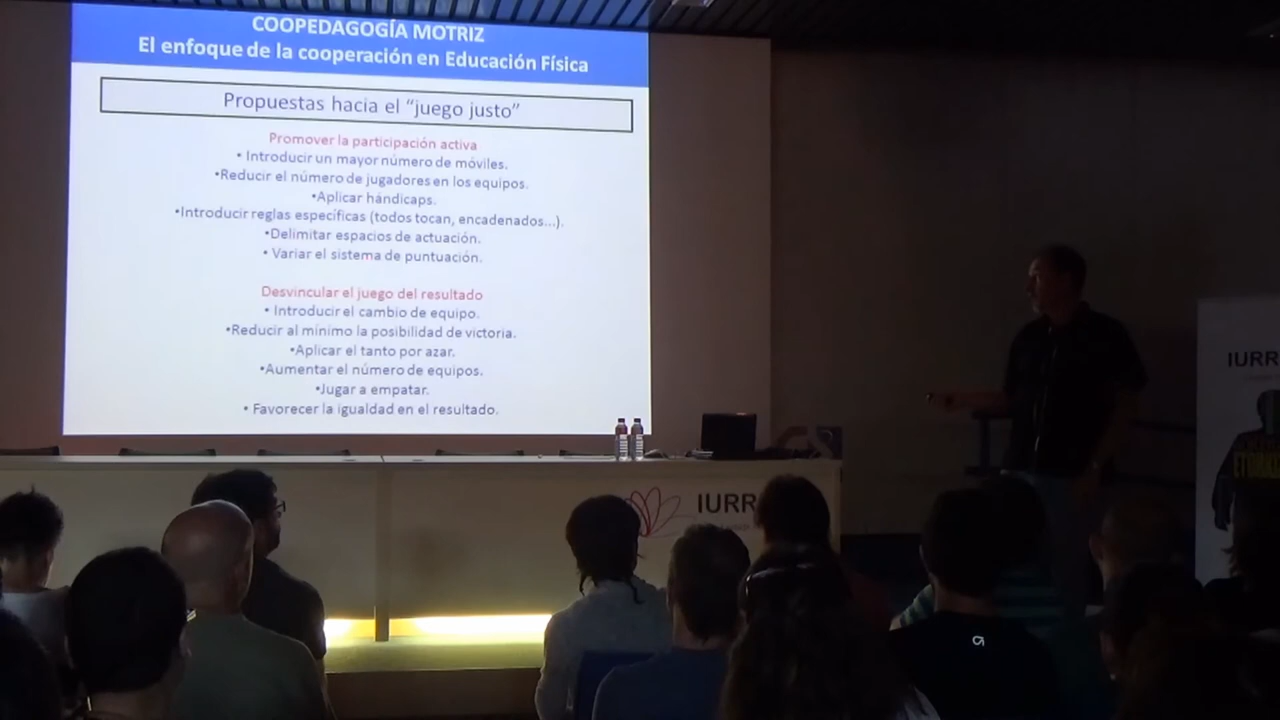 COOPEDAGOGÍA MOTRIZ
El enfoque de la cooperación en Educación Física
Propuestas hacia el “juego justo”
Promover la participación activa
• Introducir un mayor número de móviles.
•Reducir el número de jugadores en los equipos.
•Aplicar hándicaps.
•Introducir reglas específicas (todos tocan, encadenados...).
•Delimitar espacios de actuación.
• Variar el sistema de puntuación.
Desvincular el juego del resultado
• Introducir el cambio de equipo.
•Reducir al mínimo la posibilidad de victoria.
•Aplicar el tanto por azar.
•Aumentar el número de equipos.
•Jugar a empatar.
• Favorecer la igualdad en el resultado.
IURR
IURR